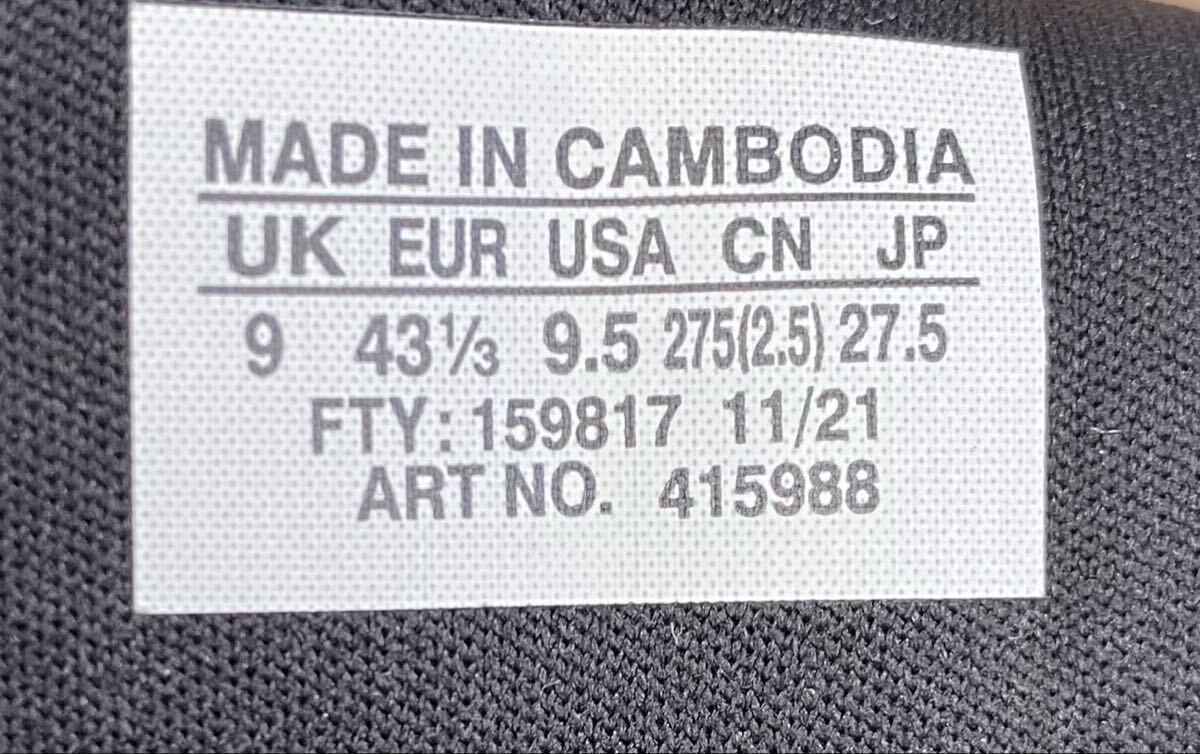 MADE IN CAMBODIA
UK EUR USA CN JP
9 43⅓ 9.5 275(2.5) 27.5
FTY: 159817 11/21
ART NO. 415988